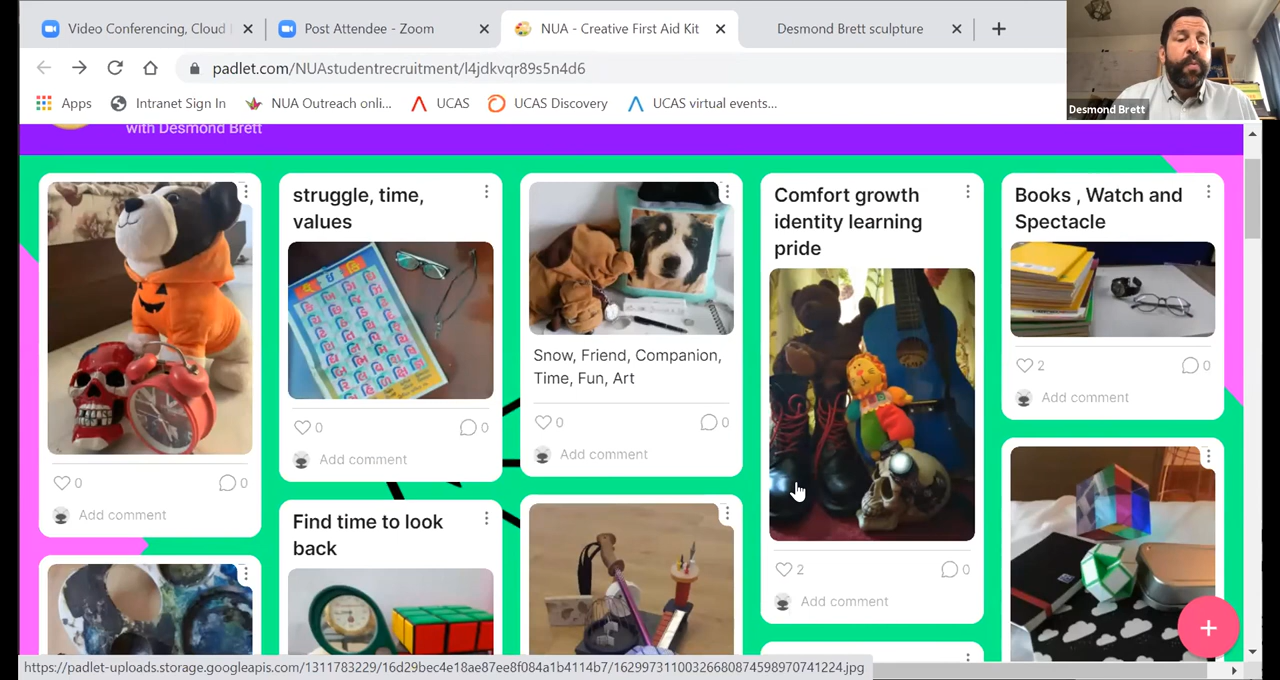 Video Conferencing, Cloud
Post Attendee - Zoom
NUA - Creative First Aid Kit
Desmond Brett sculpture
padlet.com/NUAstudentrecruitment/l4jdkvqr89s5n4d6
Apps
Intranet Sign In
NUA Outreach onli...
UCAS
UCAS Discovery
UCAS virtual events...
Desmond Brett
with Desmond Brett
0
0
Add comment
struggle, time,
values
0
0
Add comment
Find time to look
back
Snow, Friend, Companion,
Time, Fun, Art
0
0
Add comment
Comfort growth
identity learning
pride
2
0
Add comment
Books , Watch and
Spectacle
2
0
Add comment
+
https://padlet-uploads.storage.googleapis.com/1311783229/16d29bec4e18ae87ee8f084a1b4114b7/16299731100326680874598970741224.jpg